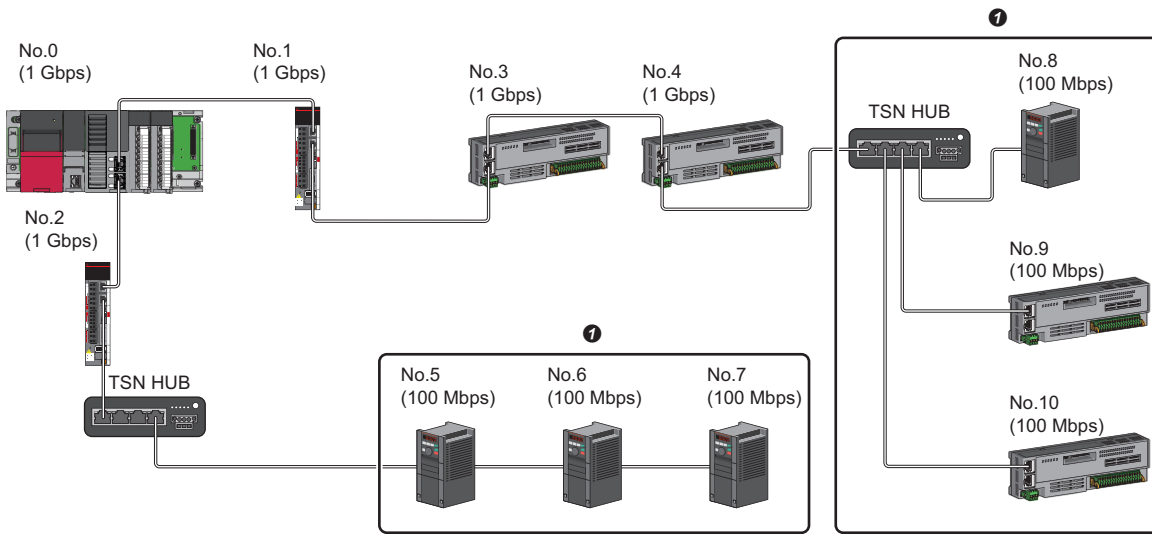 ❶
No.0
(1 Gbps)
No.1
(1 Gbps)
No.3
(1 Gbps)
No.4
(1 Gbps)
No.8
(100 Mbps)
TSN HUB
No.2
(1 Gbps)
No.9
(100 Mbps)
❶
TSN HUB
No.5
(100 Mbps)
No.6
(100 Mbps)
No.7
(100 Mbps)
No.10
(100 Mbps)